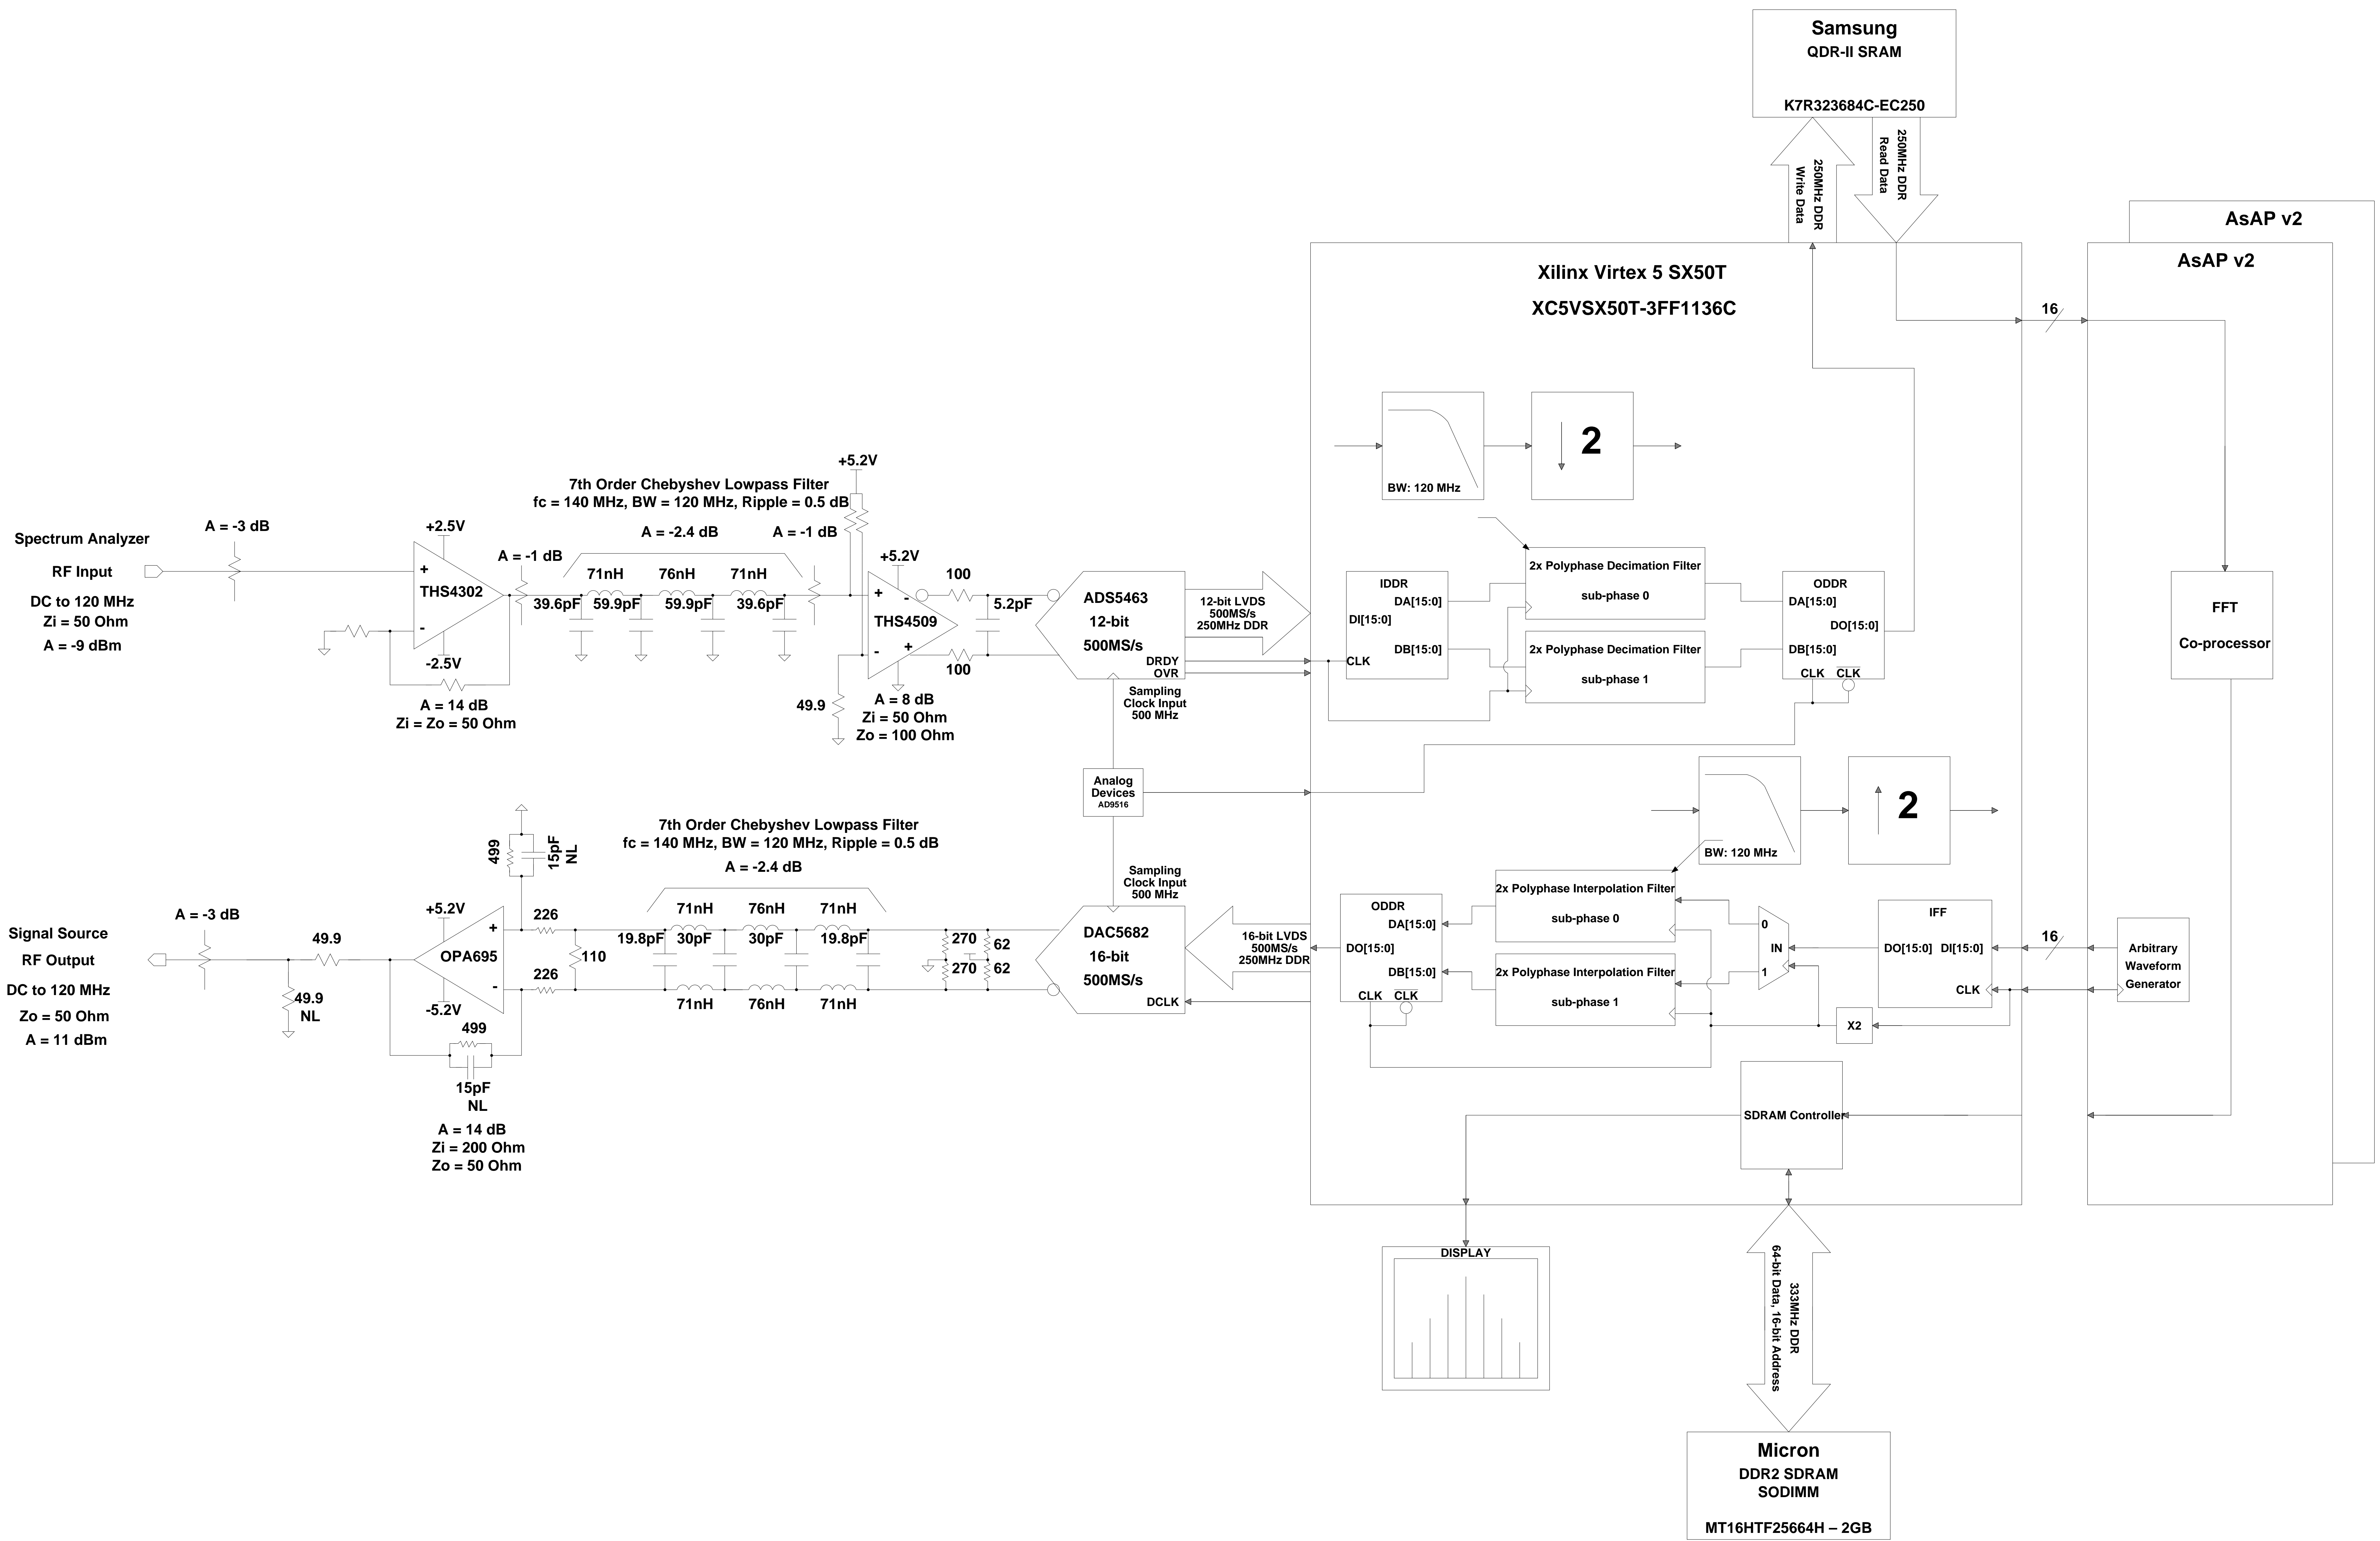 Samsung
QDR-II SRAM
K7R323684C-EC250
250MHz DDR
Write Data
250MHz DDR
Read Data
AsAP v2
AsAP v2
Xilinx Virtex 5 SX50T
XC5VSX50T-3FF1136C
16
2
BW: 120 MHz
+5.2V
7th Order Chebyshev Lowpass Filter
fc = 140 MHz, BW = 120 MHz, Ripple = 0.5 dB
A = -3 dB
+2.5V
A = -2.4 dB
A = -1 dB
Spectrum Analyzer
RF Input
DC to 120 MHz
Zi = 50 Ohm
A = -9 dBm
A = -1 dB
+5.2V
71nH
76nH
71nH
100
+
THS4302
-
39.6pF
59.9pF
59.9pF
39.6pF
+
-
THS4509
-
+
5.2pF
-2.5V
100
A = 14 dB
Zi = Zo = 50 Ohm
49.9
A = 8 dB
Zi = 50 Ohm
Zo = 100 Ohm
ADS5463
12-bit
500MS/s
DRDY
OVR
12-bit LVDS
500MS/s
250MHz DDR
Sampling
Clock Input
500 MHz
IDDR
DA[15:0]
DI[15:0]
DB[15:0]
CLK
2x Polyphase Decimation Filter
sub-phase 0
2x Polyphase Decimation Filter
sub-phase 1
ODDR
DA[15:0]
DO[15:0]
DB[15:0]
CLK
CLK
FFT
Co-processor
Analog
Devices
AD9516
2
BW: 120 MHz
7th Order Chebyshev Lowpass Filter
fc = 140 MHz, BW = 120 MHz, Ripple = 0.5 dB
A = -2.4 dB
499
15pF
NL
Sampling
Clock Input
500 MHz
A = -3 dB
+5.2V
226
71nH
76nH
71nH
Signal Source
RF Output
DC to 120 MHz
Zo = 50 Ohm
A = 11 dBm
49.9
49.9
NL
+
OPA695
-
-5.2V
19.8pF
30pF
30pF
19.8pF
110
226
71nH
76nH
71nH
270
270
62
62
499
15pF
NL
A = 14 dB
Zi = 200 Ohm
Zo = 50 Ohm
DAC5682
16-bit
500MS/s
DCLK
16-bit LVDS
500MS/s
250MHz DDR
ODDR
DA[15:0]
DO[15:0]
DB[15:0]
CLK
CLK
2x Polyphase Interpolation Filter
sub-phase 0
2x Polyphase Interpolation Filter
sub-phase 1
0
IN
1
IFF
DO[15:0]
DI[15:0]
CLK
16
Arbitrary
Waveform
Generator
X2
SDRAM Controller
DISPLAY
333MHz DDR
64-bit Data, 16-bit Address
Micron
DDR2 SDRAM
SODIMM
MT16HTF25664H – 2GB